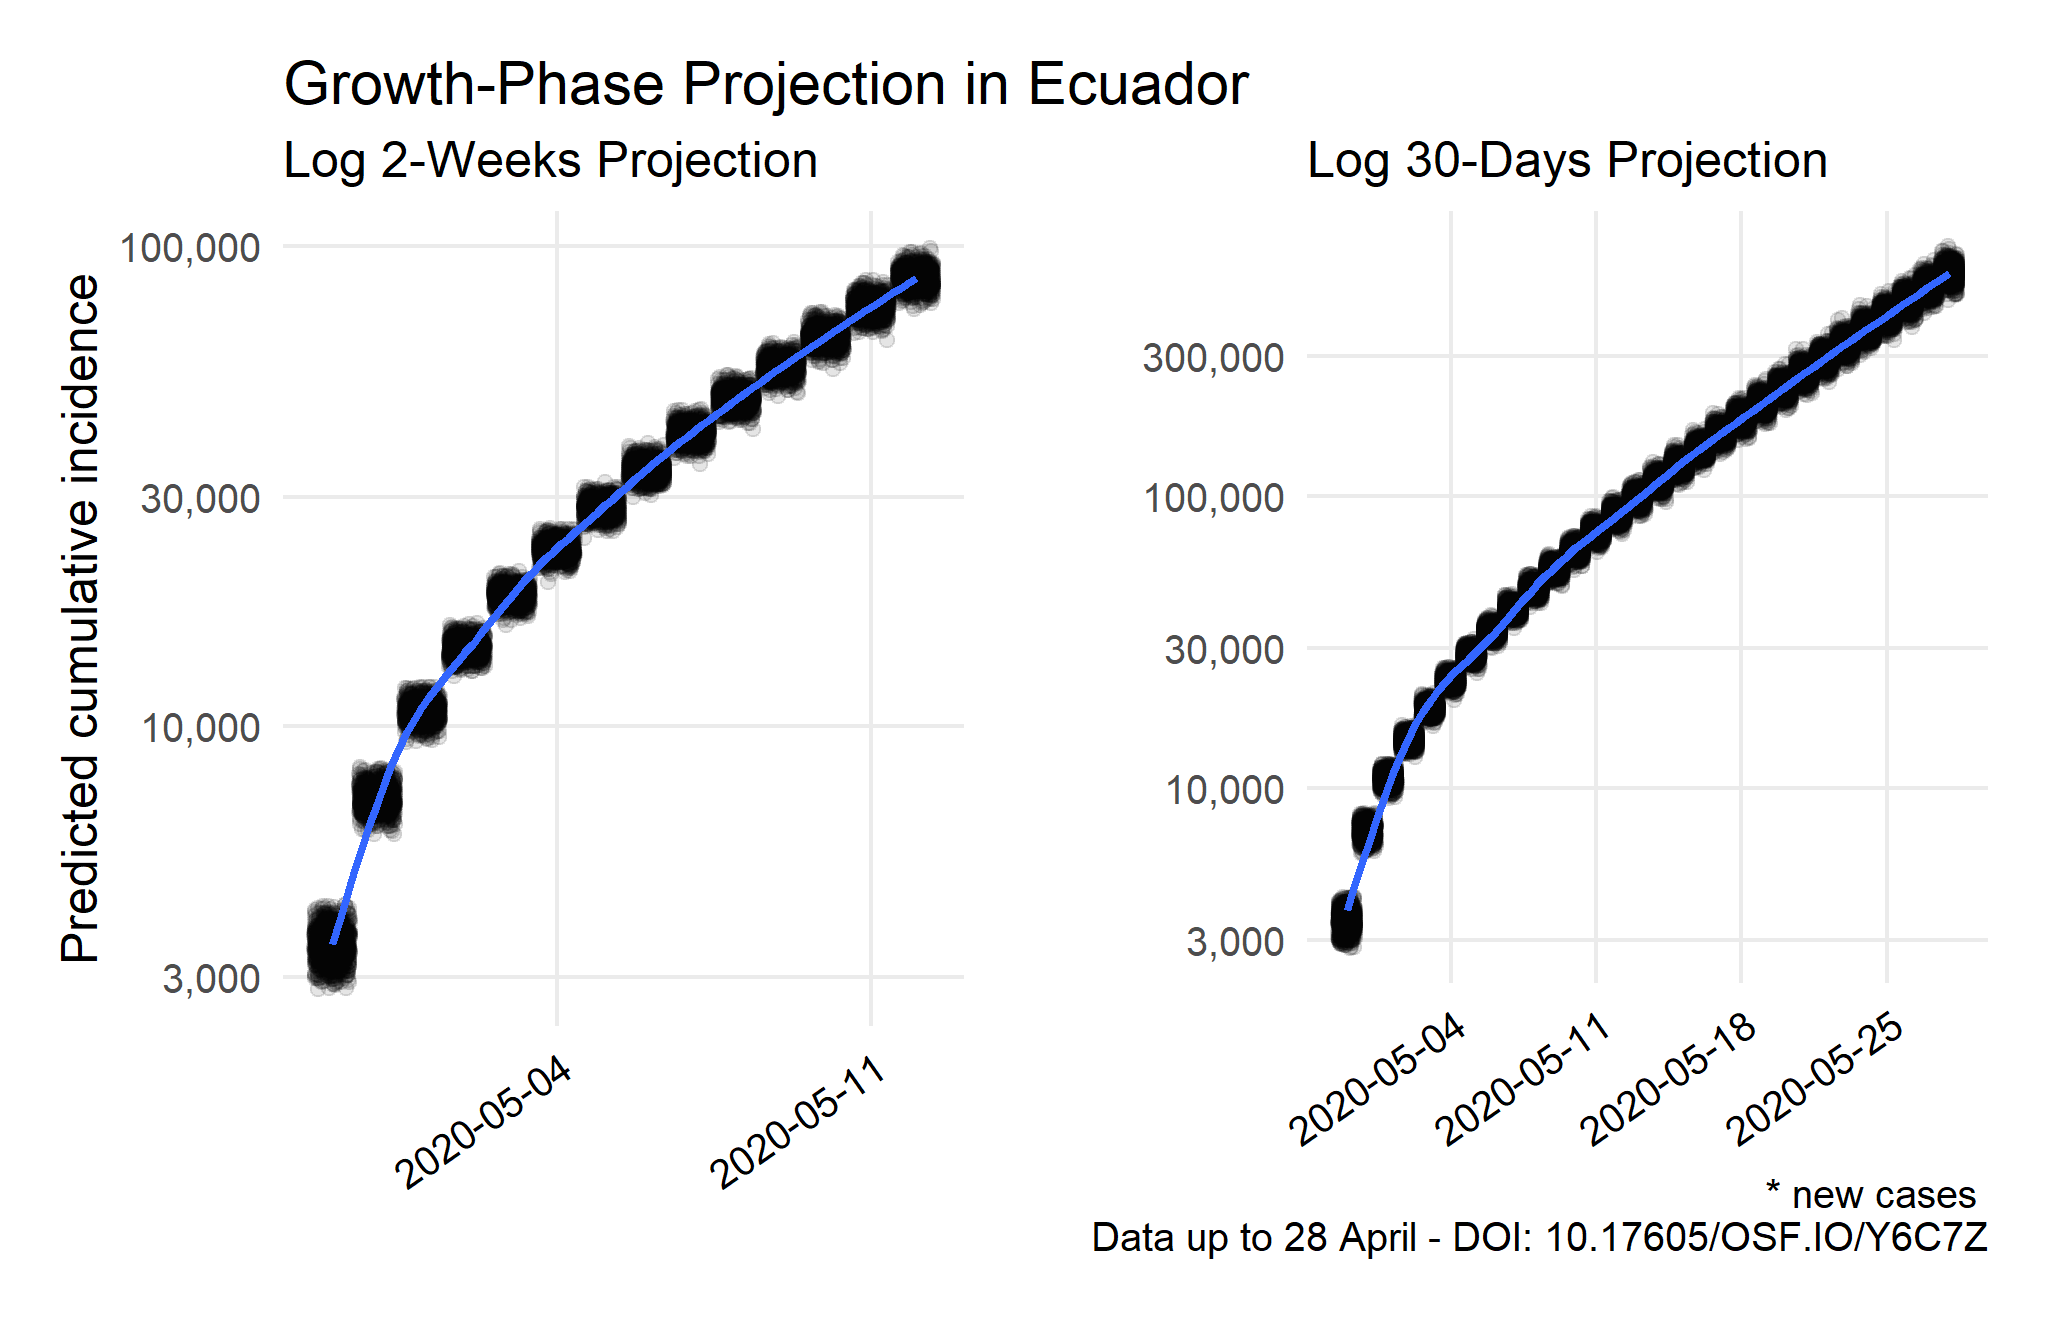 Growth-Phase Projection in Ecuador
Log 2-Weeks Projection
Predicted cumulative incidence
100,000
30,000
10,000
3,000
2020-05-04
2020-05-11
Log 30-Days Projection
300,000
100,000
30,000
10,000
3,000
2020-05-04
2020-05-11
2020-05-18
2020-05-25
* new cases
Data up to 28 April - DOI: 10.17605/OSF.IO/Y6C7Z